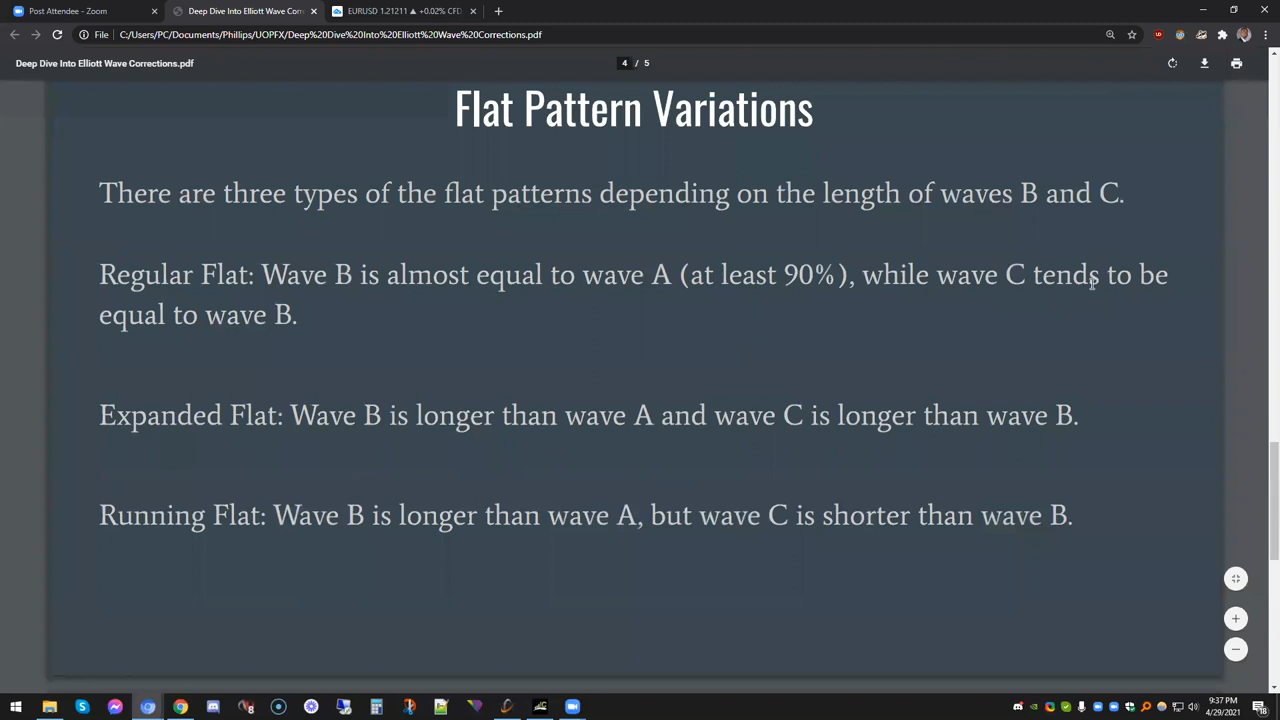 Post Attendee - Zoom
Deep Dive Into Elliott Wave Corrections
EURUSD 1.21211 ▲ +0.02% CFD
File C:/Users/PC/Documents/Phillips/UOPFX/Deep%20Dive%20Into%20Elliott%20Wave%20Corrections.pdf
Deep Dive Into Elliott Wave Corrections.pdf
4 / 5
Flat Pattern Variations
There are three types of the flat patterns depending on the length of waves B and C.
Regular Flat: Wave B is almost equal to wave A (at least 90%), while wave C tends to be
equal to wave B.
Expanded Flat: Wave B is longer than wave A and wave C is longer than wave B.
Running Flat: Wave B is longer than wave A, but wave C is shorter than wave B.
9:37 PM
4/29/2021